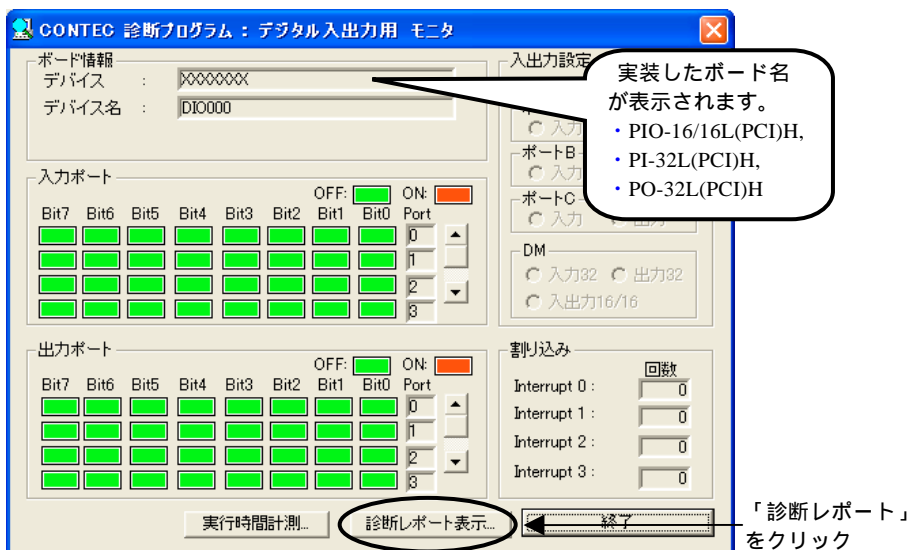 CONTEC 診断プログラム : デジタル入出力用 モニタ
ボード情報
デバイス : XXXXXXX
デバイス名 : DIO000
入出力設定
実装したボード名
が表示されます。
・PIO-16/16L(PCI)H,
・PI-32L(PCI)H,
・PO-32L(PCI)H
入力
ポートB
入力
ポートC
入力 出力
DM
入力32 出力32
入出力16/16
入力ポート
OFF: ON:
Bit7 Bit6 Bit5 Bit4 Bit3 Bit2 Bit1 Bit0 Port
0
1
2
3
出力ポート
OFF: ON:
Bit7 Bit6 Bit5 Bit4 Bit3 Bit2 Bit1 Bit0 Port
0
1
2
3
割り込み
回数
Interrupt 0 : 0
Interrupt 1 : 0
Interrupt 2 : 0
Interrupt 3 : 0
実行時間計測... 診断レポート表示... 終了
「診断レポート」
をクリック